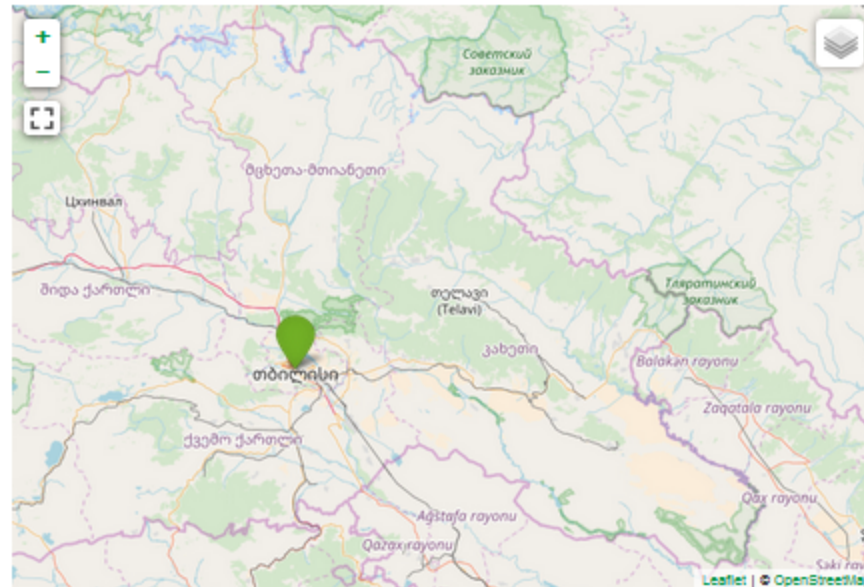 +
Советский
заказник
−
მცხეთა-მთიანეთი
Цхинвал
შიდა ქართლი
თელავი
(Telavi)
Тляратинский
заказник
კახეთი
Balakən rayonu
თბილისი
Zaqatala rayonu
ქვემო ქართლი
Qax rayonu
Ağstafa rayonu
Qazax rayonu
Leaflet | ©